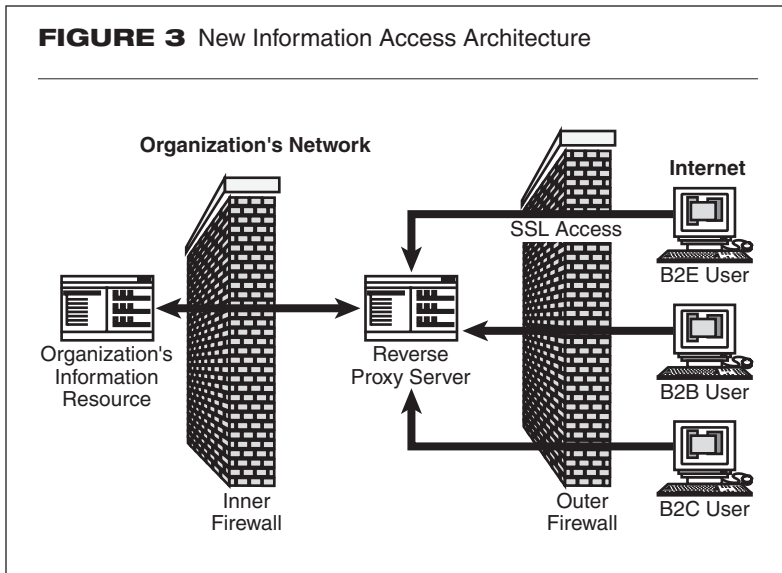 FIGURE 3 New Information Access Architecture
Organization's Network
Internet
SSL Access
B2E User
Organization's
Information
Resource
Reverse
Proxy Server
B2B User
Inner
Firewall
Outer
Firewall
B2C User